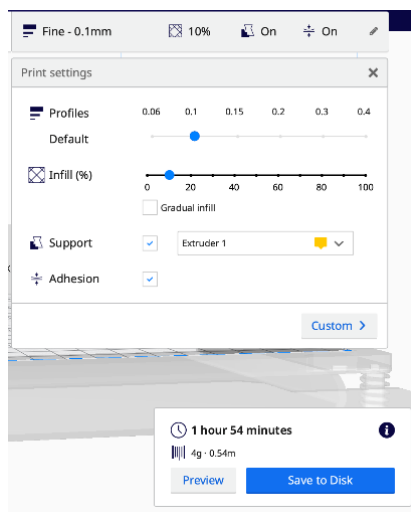 Fine - 0.1mm 10% On On
Print settings
Profiles 0.06 0.1 0.15 0.2 0.3 0.4
Default
Infill (%)
0 20 40 60 80 100
Gradual infill
Support Extruder 1
Adhesion
Custom
1 hour 54 minutes
4g · 0.54m
Preview Save to Disk